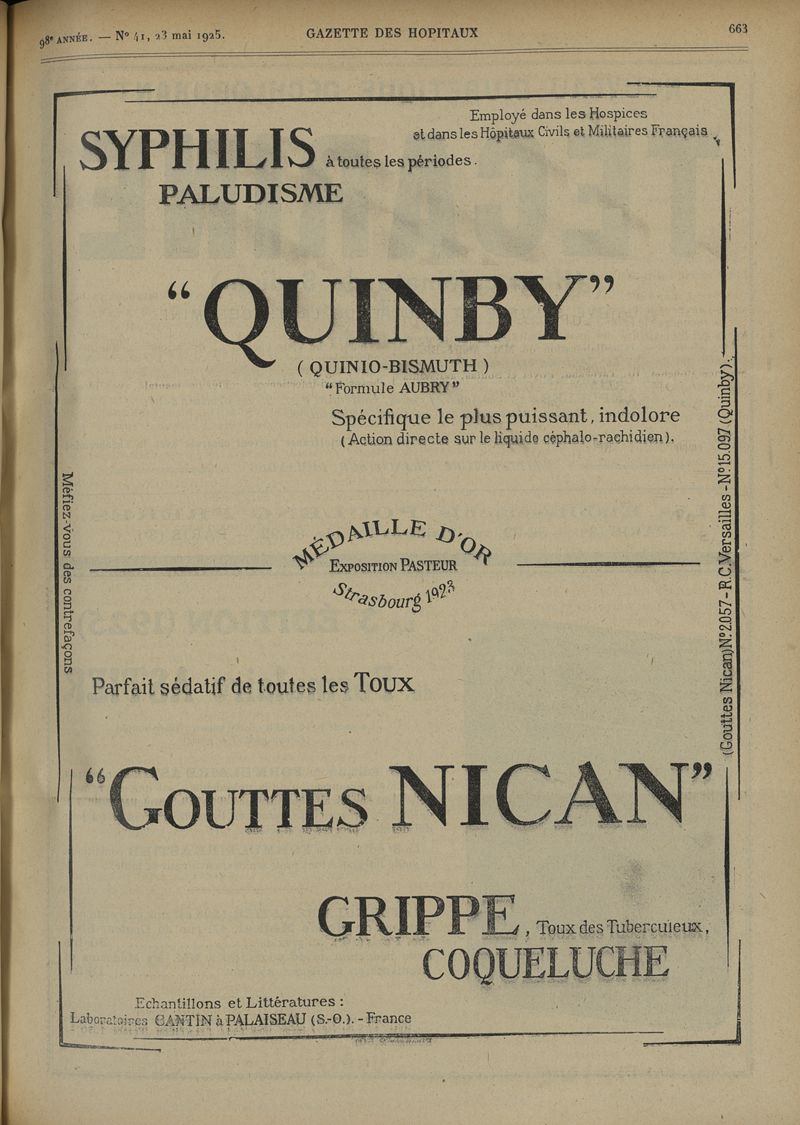 98e ANNÉE. — N° 41, 23 mai 1925.
GAZETTE DES HOPITAUX
663
Employé dans les Hospices
et dans les Hôpitaux Civils et Militaires Français
SYPHILIS à toutes les périodes.
PALUDISME
"QUINBY"
(QUINIO-BISMUTH)
"Formule AUBRY"
Spécifique le plus puissant, indolore
(Action directe sur le liquide céphalo-rachidien).
Méfiez-vous des contrefaçons
(Gouttes Nican) N°.2057-R.C.Versailles-N°15.097 (Quinby).
MÉDAILLE D'OR
EXPOSITION PASTEUR
Strasbourg 1923
Parfait sédatif de toutes les TOUX
"GOUTTES NICAN"
GRIPPE, Toux des Tuberculeux,
COQUELUCHE
Echantillons et Littératures :
Laboratoires CANTIN à PALAISEAU (S.-O.). - France